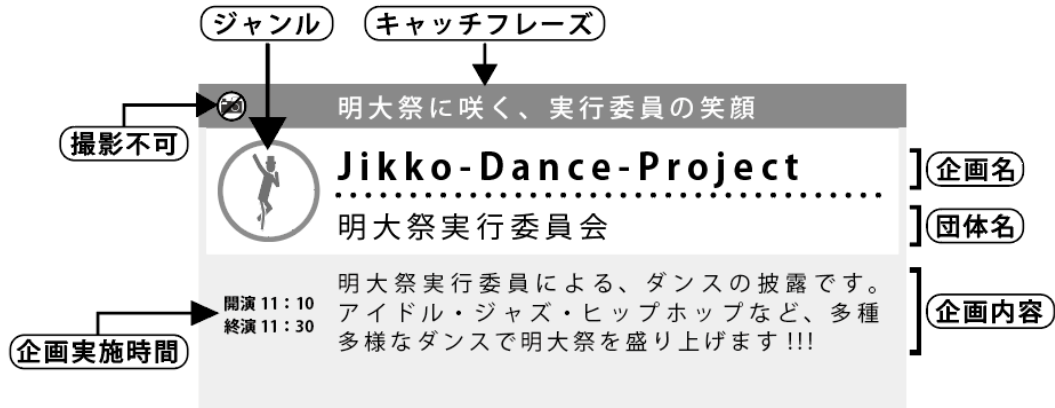 ジャンル
キャッチフレーズ
明大祭に咲く、実行委員の笑顔
撮影不可
Jikko-Dance-Project
企画名
明大祭実行委員会
団体名
明大祭実行委員による、ダンスの披露です。
アイドル・ジャズ・ヒップホップなど、多種
多様なダンスで明大祭を盛り上げます!!!
開演 11：10
終演 11：30
企画内容
企画実施時間